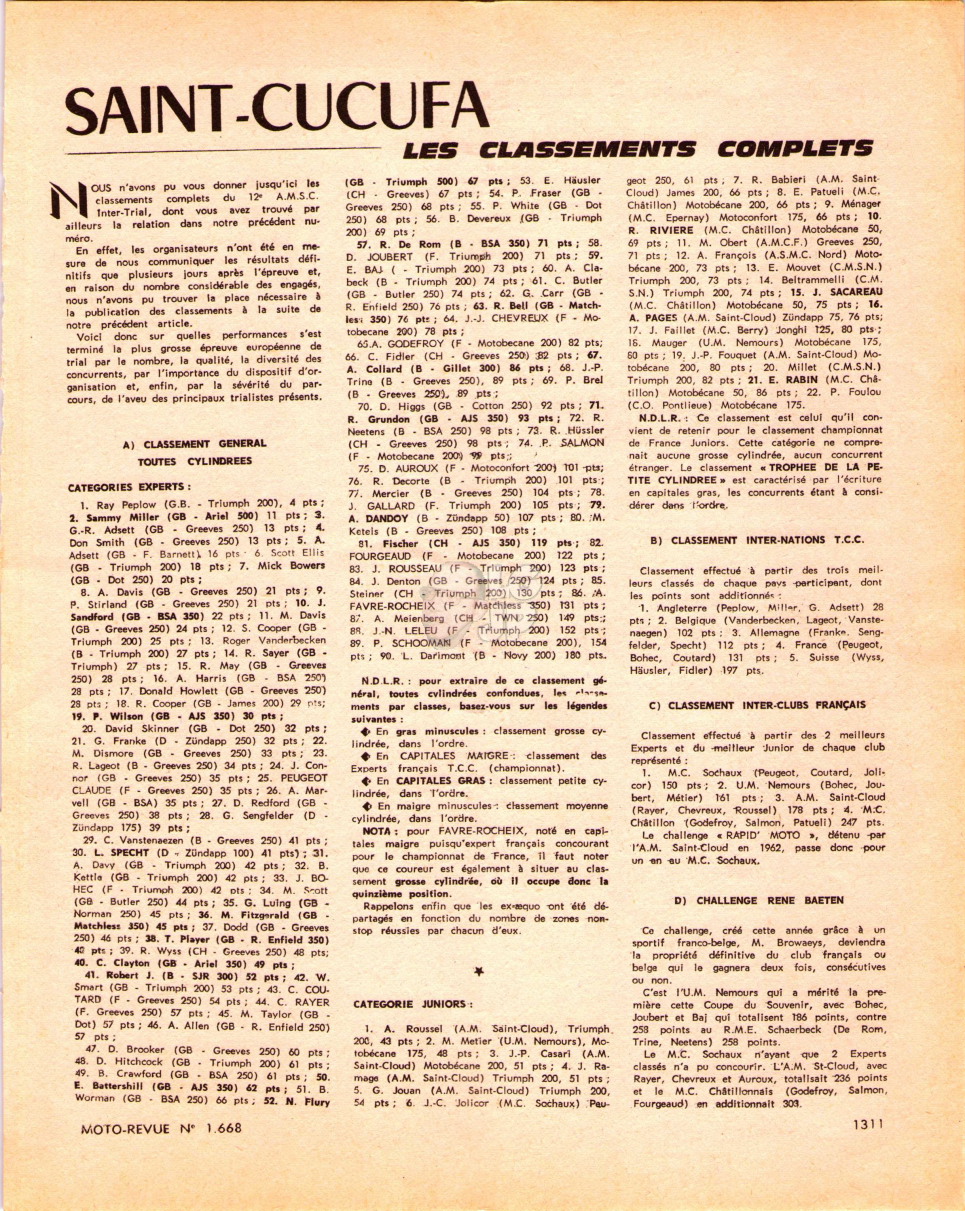 SAINT-CUCUFA
LES CLASSEMENTS COMPLETS
NOUS n'avons pu vous donner jusqu'ici les
classements complets du 12e A.M.S.C.
Inter-Trial, dont vous avez trouvé par
ailleurs la relation dans notre précédent nu-
méro.
En effet, les organisateurs n'ont été en me-
sure de nous communiquer les résultats défi-
nitifs que plusieurs jours après l'épreuve et,
en raison du nombre considérable des engagés,
nous n'avons pu trouver la place nécessaire à
la publication des classements à la suite de
notre précédent article.
Voici donc sur quelles performances s'est
terminé la plus grosse épreuve européenne de
trial par le nombre, la qualité, la diversité des
concurrents, par l'importance du dispositif d'or-
ganisation et, enfin, par la sévérité du par-
cours, de l'aveu des principaux trialistes présents.
A) CLASSEMENT GENERAL
TOUTES CYLINDREES
CATEGORIES EXPERTS :
1. Ray Peplow (G.B. - Triumph 200), 4 pts ;
2. Sammy Miller (GB - Ariel 500) 11 pts ; 3.
G.-R. Adsett (GB - Greeves 250) 13 pts ; 4.
Don Smith (GB - Greeves 250) 13 pts ; 5. A.
Adsett (GB - F. Barnett), 16 pts 6. Scott Ellis
(GB - Triumph 200) 18 pts ; 7. Mick Bowers
(GB - Dot 250) 20 pts ;
8. A. Davis (GB - Greeves 250) 21 pts ; 9.
P. Stirland (GB - Greeves 250) 21 pts ; 10. J.
Sandford (GB - BSA 350) 22 pts ; 11. M. Davis
(GB - Greeves 250) 24 pts ; 12. S. Cooper (GB -
Triumph 200) 25 pts ; 13. Roger Vanderbecken
(B - Triumph 200) 27 pts ; 14. R. Sayer (GB -
Triumph) 27 pts ; 15. R. May (GB - Greeves
250) 28 pts ; 16. A. Harris (GB - BSA 250)
28 pts ; 17. Donald Howlett (GB - Greeves 250)
28 pts ; 18. R. Cooper (GB - James 200) 29 pts;
19. P. Wilson (GB - AJS 350) 30 pts ;
20. David Skinner (GB - Dot 250) 32 pts ;
21. G. Franke (D - Zündapp 250) 32 pts ; 22.
M. Dismore (GB - Greeves 250) 33 pts ; 23.
R. Lageot (B - Greeves 250) 34 pts ; 24. J. Con-
nor (GB - Greeves 250) 35 pts ; 25. PEUGEOT
CLAUDE (F - Greeves 250) 35 pts ; 26. A. Mar-
vell (GB - BSA) 35 pts ; 27. D. Redford (GB -
Greeves 250) 38 pts ; 28. G. Sengfelder (D -
Zündapp 175) 39 pts ;
29. C. Vanstenaezen (B - Greeves 250) 41 pts ;
30. L. SPECHT (D - Zündapp 100) 41 pts) ; 31.
A. Davy (GB - Triumph 200) 42 pts ; 32. B.
Kettle (GB - Triumph 200) 42 pts ; 33. J. BO-
HEC (F - Triumph 200) 42 pts ; 34. M. Scott
(GB - Butler 250) 44 pts ; 35. G. Luing (GB -
Norman 250) 45 pts ; 36. M. Fitzgerald (GB -
Matchless 350) 45 pts ; 37. Dodd (GB - Greeves
250) 46 pts ; 38. T. Player (GB - R. Enfield 350)
pts ; 39. R. Wyss (CH - Greeves 250) 48 pts;
40. C. Clayton (GB - Ariel 350) 49 pts ;
41. Robert J. (B - SJR 300) 52 pts ; 42. W.
Smart (GB - Triumph 200) 53 pts ; 43. C. COU-
TARD (F - Greeves 250) 54 pts ; 44. C. RAYER
(F. Greeves 250) 57 pts ; 45. M. Taylor (GB -
Dot) 57 pts ; 46. A. Allen (GB - R. Enfield 250)
57 pts ;
47. D. Brooker (GB - Greeves 250) 60 pts ;
48. D. Hitchcock (GB - Triumph 200) 61 pts ;
49. B. Crawford (GB - BSA 250) 61 pts ; 50.
E. Battershill (GB - AJS 350) 62 pts ; 51. B.
Worman (GB - BSA 250) 66 pts ; 52. N. Flury
(GB - Triumph 500) 67 pts ; 53. E. Häusler
(CH - Greeves) 67 pts ; 54. P. Fraser (GB -
Greeves 250) 68 pts ; 55. P. White (GB - Dot
250) 68 pts ; 56. B. Devereux (GB - Triumph
200) 69 pts ;
57. R. De Rom (B - BSA 350) 71 pts ; 58.
D. JOUBERT (F. Triumph 200) 71 pts ; 59.
E. BAJ ( - Triumph 200) 73 pts ; 60. A. Cla-
beck (B - Triumph 200) 74 pts ; 61. C. Butler
(GB - Butler 250) 74 pts ; 62. G. Carr (GB -
R. Enfield 250) 76 pts ; 63. R. Bell (GB - Match-
less 350) 76 pts ; 64. J.-J. CHEVREUX (F - Mo-
tobecane 200) 78 pts ;
65.A. GODEFROY (F - Motobecane 200) 82 pts;
66. C. Fidler (CH - Greeves 250) 82 pts ; 67.
A. Collard (B - Gillet 300) 86 pts ; 68. J.-P.
Trine (B - Greeves 250), 89 pts ; 69. P. Brel
(B - Greeves 250), 89 pts ;
70. D. Higgs (GB - Cotton 250) 92 pts ; 71.
R. Grundon (GB - AJS 350) 93 pts ; 72. R.
Neetens (B - BSA 250) 98 pts ; 73. R. Hüssler
(CH - Greeves 250) 98 pts ; 74. P. SALMON
(F - Motobecane 200) 99 pts ;
75. D. AUROUX (F - Motoconfort 200) 101 pts;
76. R. Decorte (B - Triumph 200) 101 pts ;
77. Mercier (B - Greeves 250) 104 pts ; 78.
J. GALLARD (F. Triumph 200) 105 pts ; 79.
A. DANDOY (B - Zündapp 50) 107 pts ; 80. M.
Ketels (B - Greeves 250) 108 pts ;
81. Fischer (CH - AJS 350) 119 pts ; 82.
FOURGEAUD (F - Motobecane 200) 122 pts ;
83. J. ROUSSEAU (F - Triumph 200) 123 pts ;
84. J. Denton (GB - Greeves 250) 124 pts ; 85.
Steiner (CH - Triumph 200) 130 pts ; 86. A.
FAVRE-ROCHEIX (F - Matchless 350) 131 pts ;
87. A. Meienberg (CH - TWN 250) 149 pts ;
88. J.-N. LELEU (F - Triumph 200) 152 pts ;
89. P. SCHOOMAN (F - Motobecane 200), 154
pts ; 90. L. Darimont (B - Novy 200) 180 pts.
N.D.L.R. : pour extraire de ce classement gé-
néral, toutes cylindrées confondues, les classe-
ments par classes, basez-vous sur les légendes
suivantes :
◆ En gras minuscules : classement grosse cy-
lindrée, dans l'ordre.
◆ En CAPITALES MAIGRE : classement des
Experts français T.C.C. (championnat).
◆ En CAPITALES GRAS : classement petite cy-
lindrée, dans l'ordre.
◆ En maigre minuscules : classement moyenne
cylindrée, dans l'ordre.
NOTA : pour FAVRE-ROCHEIX, noté en capi-
tales maigre puisqu'expert français concourant
pour le championnat de France, il faut noter
que ce coureur est également à situer au clas-
sement grosse cylindrée, où il occupe donc la
quinzième position.
Rappelons enfin que les ex-æquo ont été dé-
partagés en fonction du nombre de zones non-
stop réussies par chacun d'eux.
★
CATEGORIE JUNIORS :
1. A. Roussel (A.M. Saint-Cloud), Triumph
200, 43 pts ; 2. M. Metier (U.M. Nemours), Mo-
tobécane 175, 48 pts ; 3. J.-P. Casari (A.M.
Saint-Cloud) Motobécane 200, 51 pts ; 4. J. Ra-
mage (A.M. Saint-Cloud) Triumph 200, 51 pts ;
5. G. Jouan (A.M. Saint-Cloud) Triumph 200,
54 pts ; 6. J.-C. Jolicor (M.C. Sochaux) Peu-
geot 250, 61 pts ; 7. R. Babieri (A.M. Saint-
Cloud) James 200, 66 pts ; 8. E. Patueli (M.C.
Châtillon) Motobécane 200, 66 pts ; 9. Ménager
(M.C. Epernay) Motoconfort 175, 66 pts ; 10.
R. RIVIERE (M.C. Châtillon) Motobécane 50,
69 pts ; 11. M. Obert (A.M.C.F.) Greeves 250,
71 pts ; 12. A. François (A.S.M.C. Nord) Moto-
bécane 200, 73 pts ; 13. E. Mouvet (C.M.S.N.)
Triumph 200, 73 pts ; 14. Beltrammelli (C.M.
S.N.) Triumph 200, 74 pts ; 15. J. SACAREAU
(M.C. Châtillon) Motobécane 50, 75 pts ; 16.
A. PAGES (A.M. Saint-Cloud) Zündapp 75, 76 pts;
17. J. Faillet (M.C. Berry) Jonghi 125, 80 pts ;
18. Mauger (U.M. Nemours) Motobécane 175,
80 pts ; 19. J.-P. Fouquet (A.M. Saint-Cloud) Mo-
tobécane 200, 80 pts ; 20. Millet (C.M.S.N.)
Triumph 200, 82 pts ; 21. E. RABIN (M.C. Châ-
tillon) Motobécane 50, 86 pts ; 22. P. Foulou
(C.O. Pontlieue) Motobécane 175.
N.D.L.R. : Ce classement est celui qu'il con-
vient de retenir pour le classement championnat
de France Juniors. Cette catégorie ne compre-
nait aucune grosse cylindrée, aucun concurrent
étranger. Le classement « TROPHEE DE LA PE-
TITE CYLINDREE » est caractérisé par l'écriture
en capitales gras, les concurrents étant à consi-
dérer dans l'ordre.
B) CLASSEMENT INTER-NATIONS T.C.C.
Classement effectué à partir des trois meil-
leurs classés de chaque pays participant, dont
les points sont additionnés :
1. Angleterre (Peplow, Miller, G. Adsett) 28
pts ; 2. Belgique (Vanderbecken, Lageot, Vanste-
naegen) 102 pts ; 3. Allemagne (Franke, Seng-
felder, Specht) 112 pts ; 4. France (Peugeot,
Bohec, Coutard) 131 pts ; 5. Suisse (Wyss,
Häusler, Fidler) 197 pts.
C) CLASSEMENT INTER-CLUBS FRANÇAIS
Classement effectué à partir des 2 meilleurs
Experts et du meilleur Junior de chaque club
représenté :
1. M.C. Sochaux (Peugeot, Coutard, Joli-
cor) 150 pts ; 2. U.M. Nemours (Bohec, Jou-
bert, Métier) 161 pts ; 3. A.M. Saint-Cloud
(Rayer, Chevreux, Roussel) 178 pts ; 4. M.C.
Châtillon (Godefroy, Salmon, Patueli) 247 pts.
Le challenge « RAPID' MOTO », détenu par
l'A.M. Saint-Cloud en 1962, passe donc pour
un an au M.C. Sochaux.
D) CHALLENGE RENE BAETEN
Ce challenge, créé cette année grâce à un
sportif franco-belge, M. Browaeys, deviendra
la propriété définitive du club français ou
belge qui le gagnera deux fois, consécutives
ou non.
C'est l'U.M. Nemours qui a mérité la pre-
mière cette Coupe du Souvenir, avec Bohec,
Joubert et Baj qui totalisent 186 points, contre
258 points au R.M.E. Schaerbeck (De Rom,
Trine, Neetens) 258 points.
Le M.C. Sochaux n'ayant que 2 Experts
classés n'a pu concourir. L'A.M. St-Cloud, avec
Rayer, Chevreux et Auroux, totalisait 236 points
et le M.C. Châtillonnais (Godefroy, Salmon,
Fourgeaud) en additionnait 303.
MOTO-REVUE N° 1.668
1311